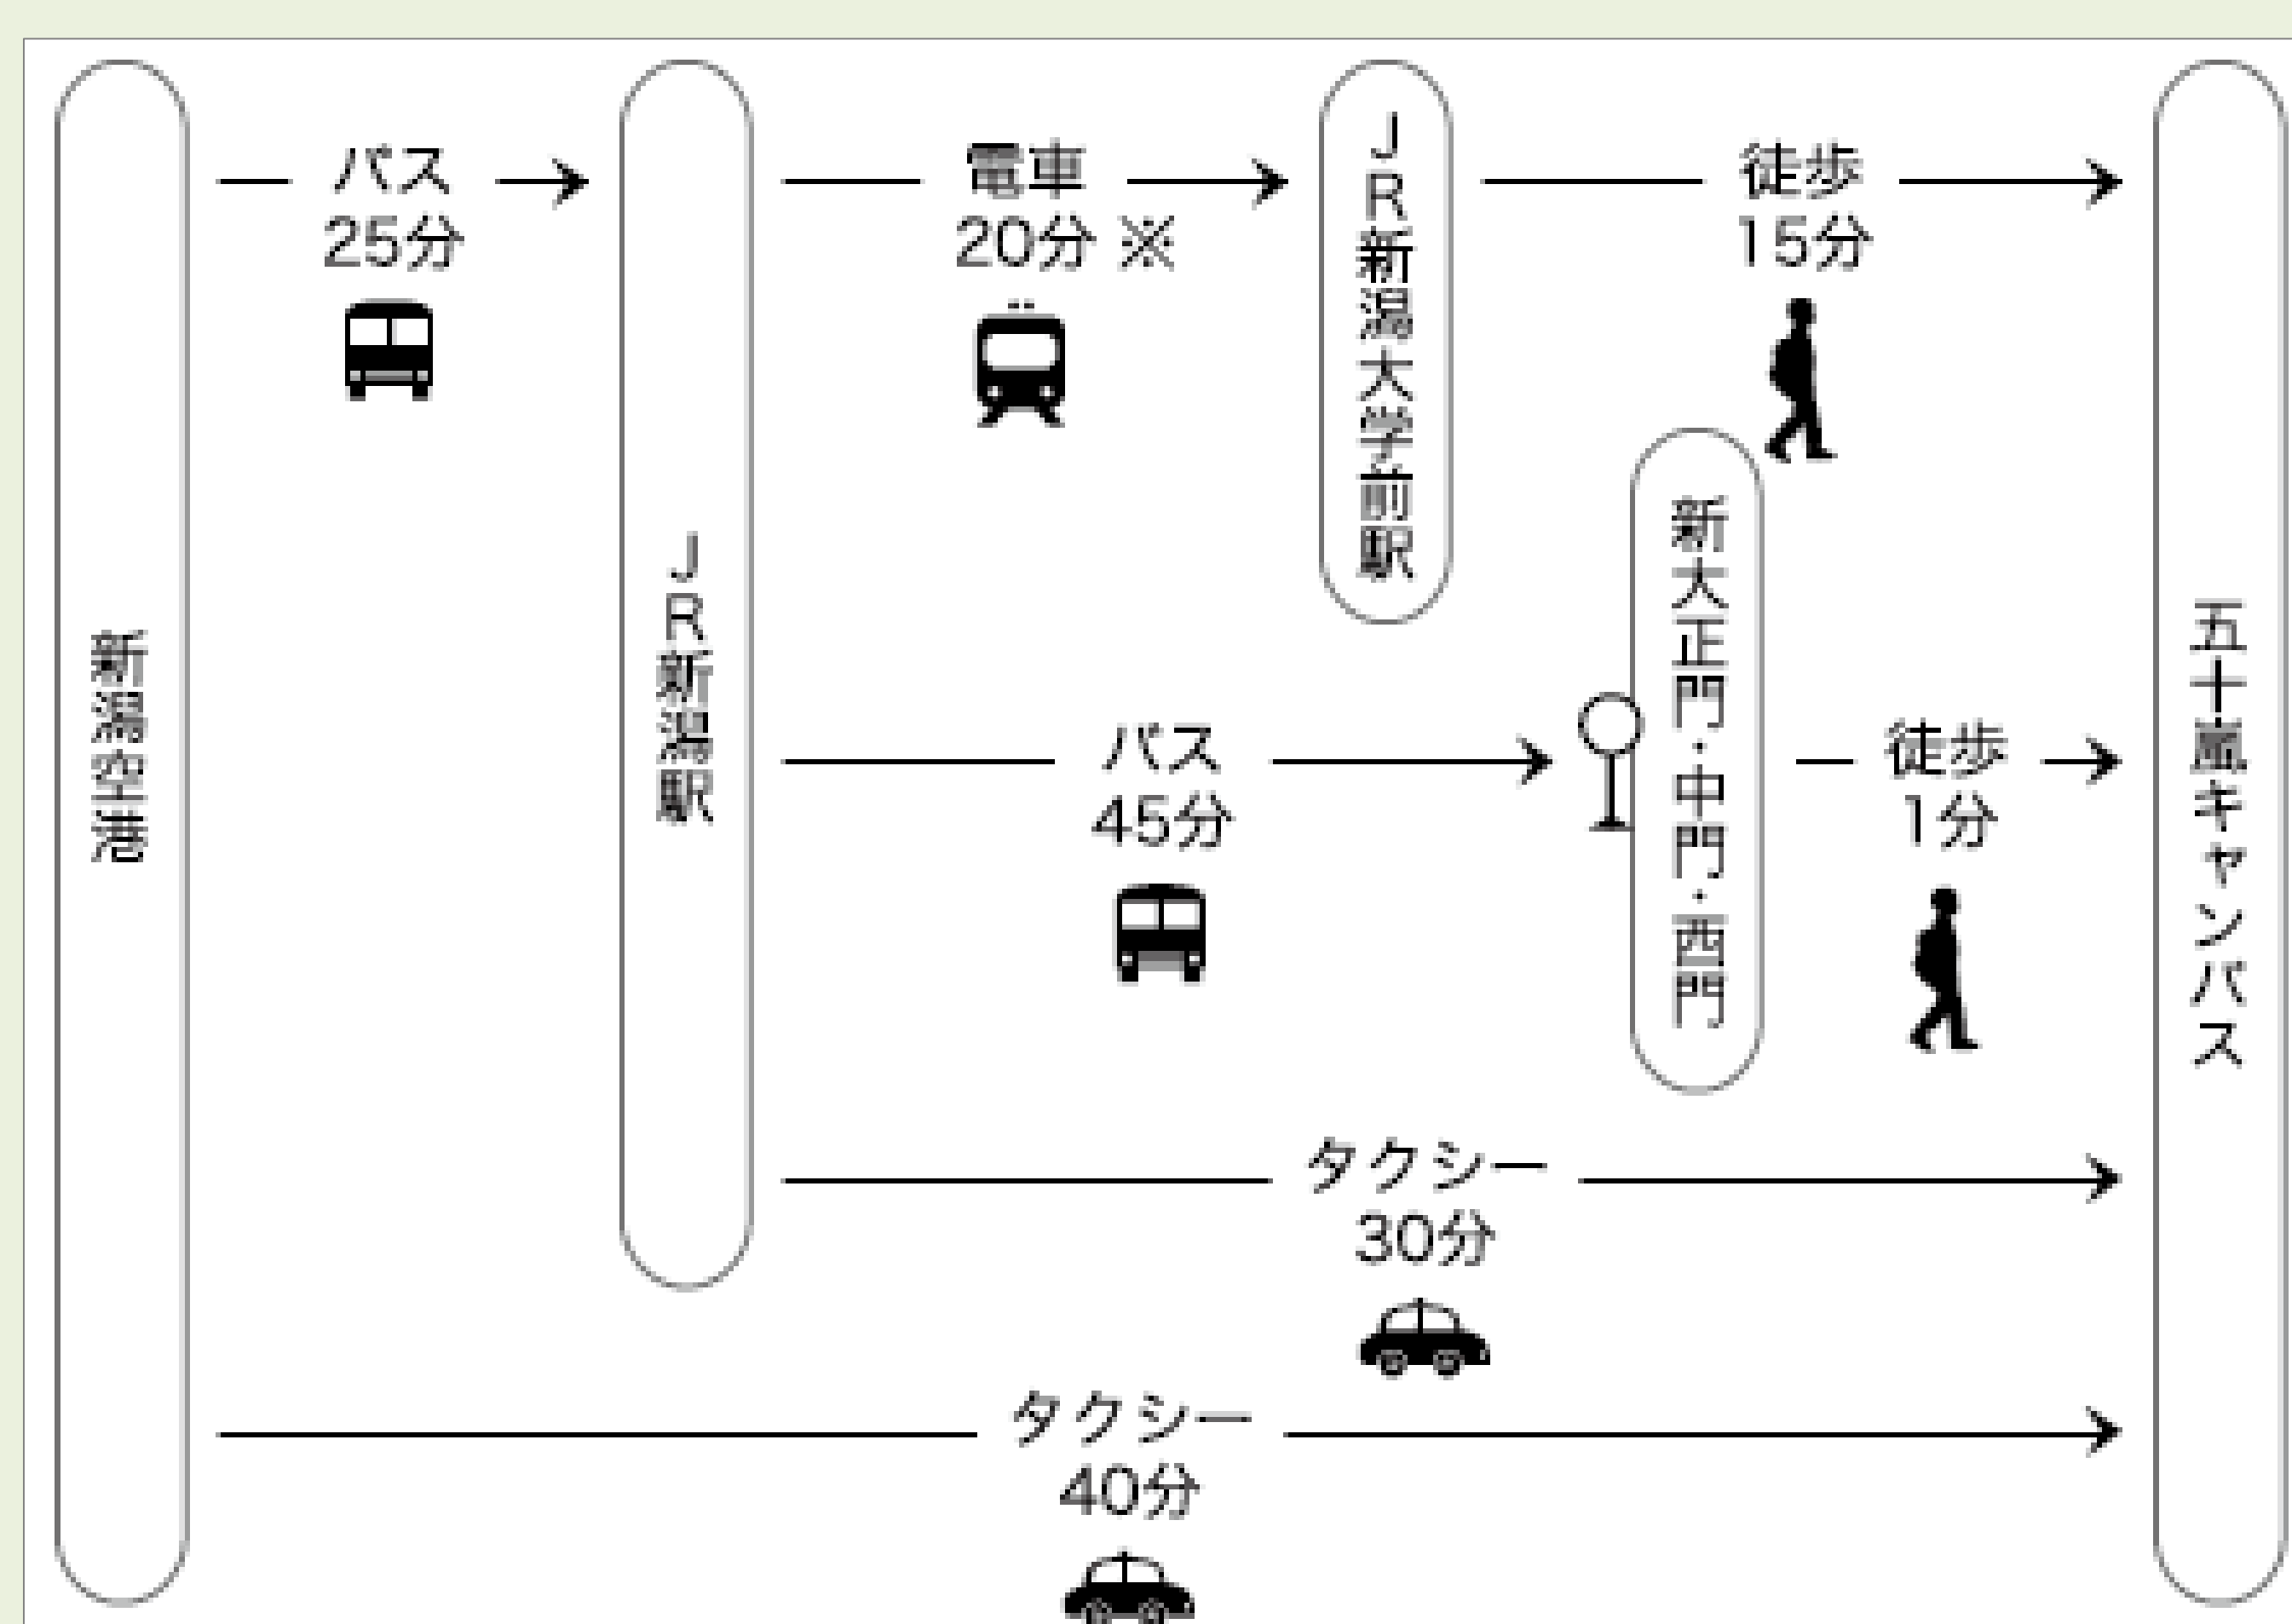 新潟空港
バス
25分
JR新潟駅
電車
20分 ※
JR新潟大学前駅
徒歩
15分
バス
45分
新大正門・中門・西門
徒歩
1分
タクシー
30分
タクシー
40分
五十嵐キャンパス